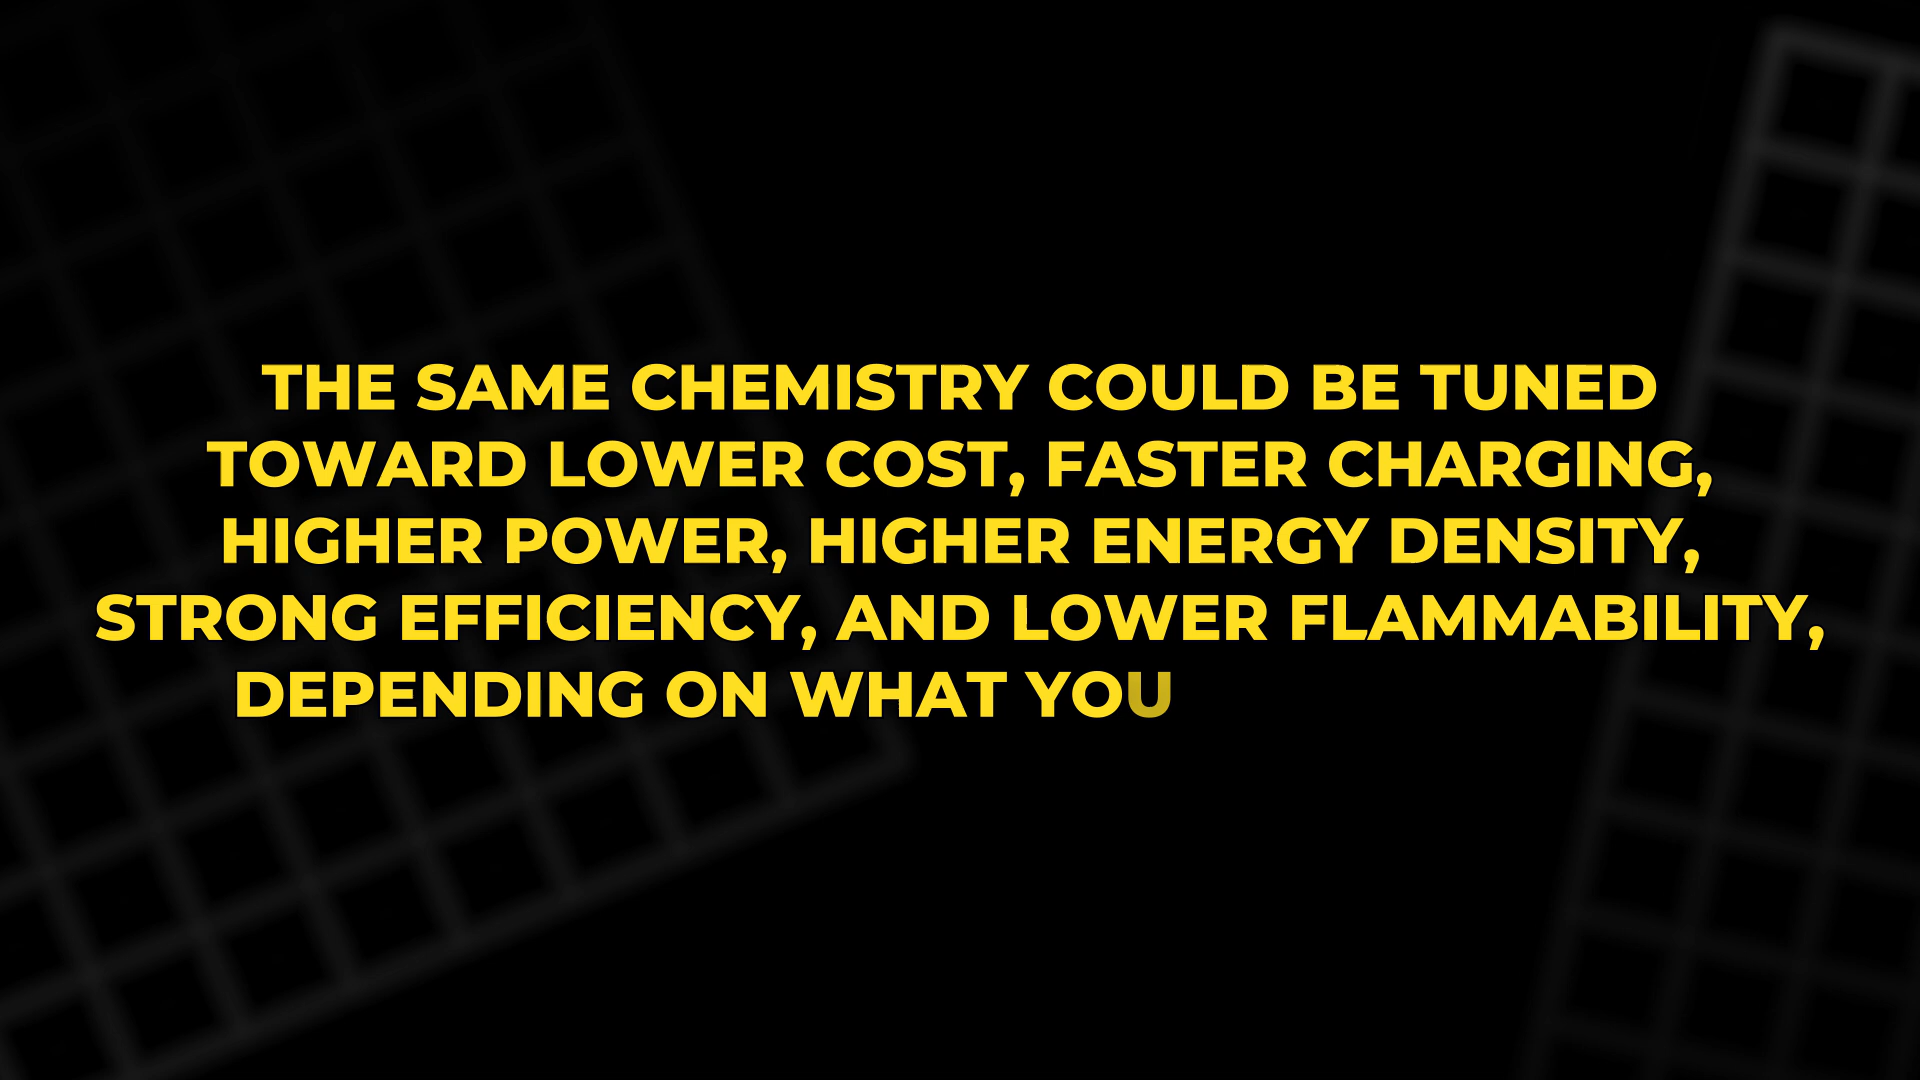 THE SAME CHEMISTRY COULD BE TUNED
TOWARD LOWER COST, FASTER CHARGING,
HIGHER POWER, HIGHER ENERGY DENSITY,
STRONG EFFICIENCY, AND LOWER FLAMMABILITY,
DEPENDING ON WHAT YOU